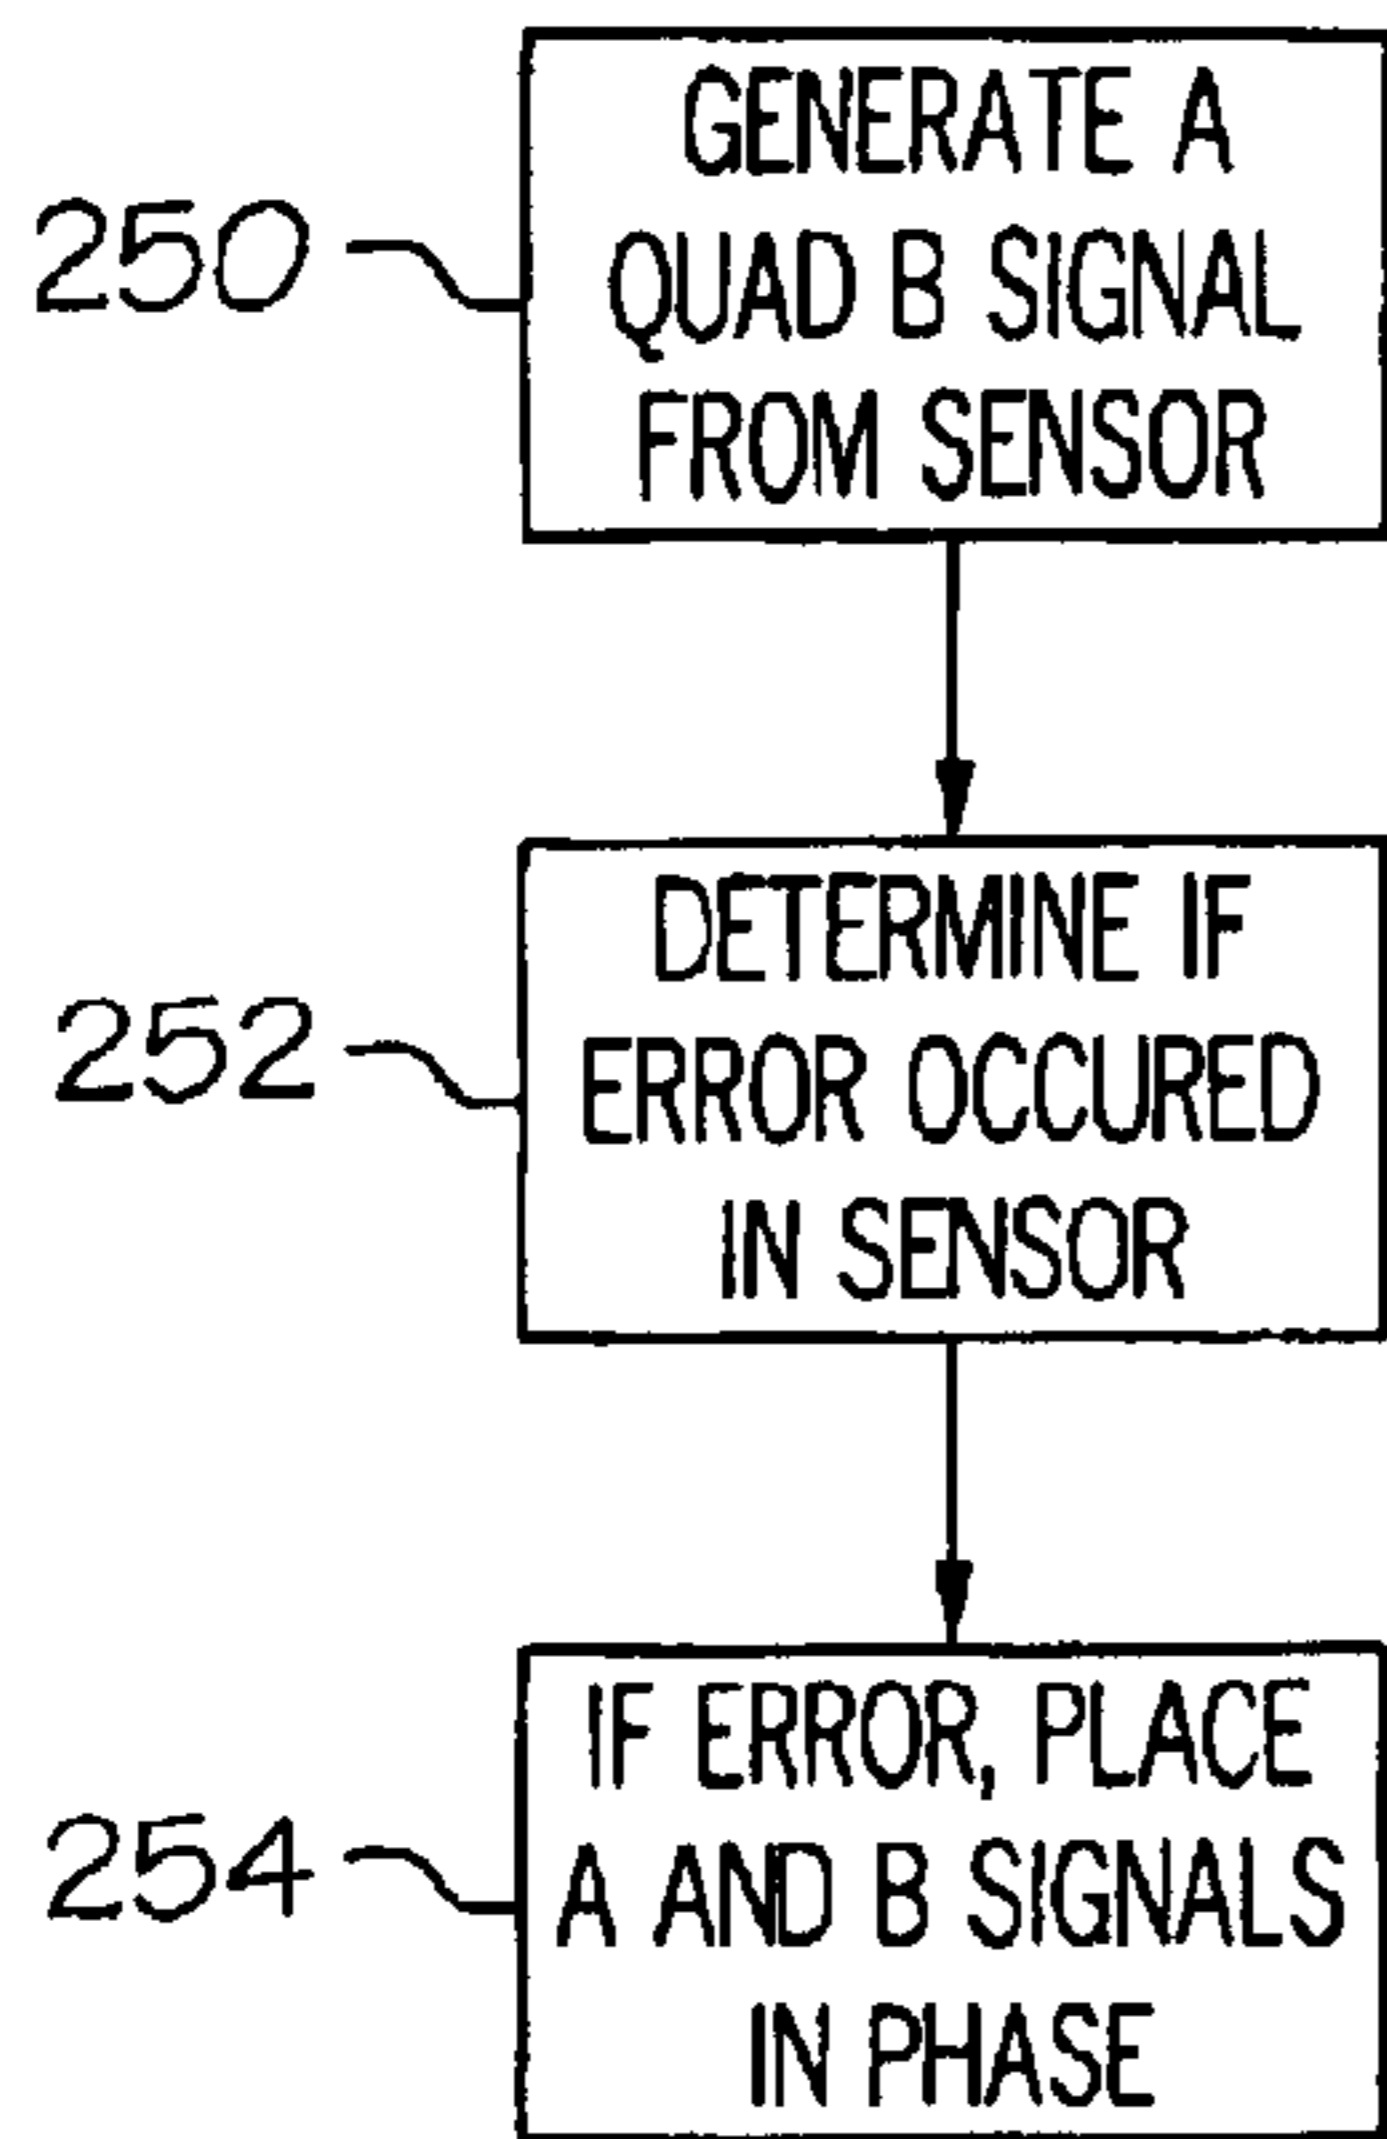 GENERATE A
250
QUAD B SIGNAL
FROM SENSOR
DETERMINE IF
252
ERROR OCCURED
IN SENSOR
IF ERROR, PLACE
254
A AND B SIGNALS
IN PHASE